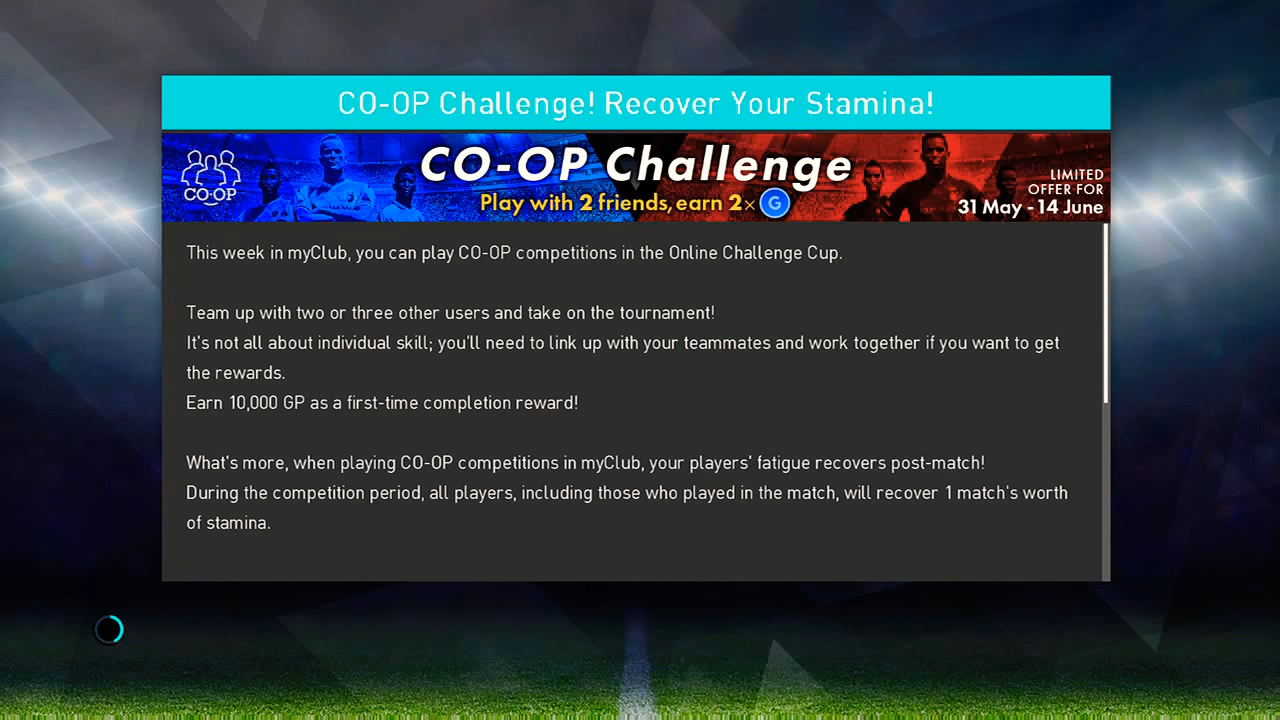 CO-OP Challenge! Recover Your Stamina!
CO-OP
CO-OP Challenge
Play with 2 friends, earn 2× G
LIMITED
OFFER FOR
31 May - 14 June
This week in myClub, you can play CO-OP competitions in the Online Challenge Cup.
Team up with two or three other users and take on the tournament!
It's not all about individual skill; you'll need to link up with your teammates and work together if you want to get
the rewards.
Earn 10,000 GP as a first-time completion reward!
What's more, when playing CO-OP competitions in myClub, your players' fatigue recovers post-match!
During the competition period, all players, including those who played in the match, will recover 1 match's worth
of stamina.